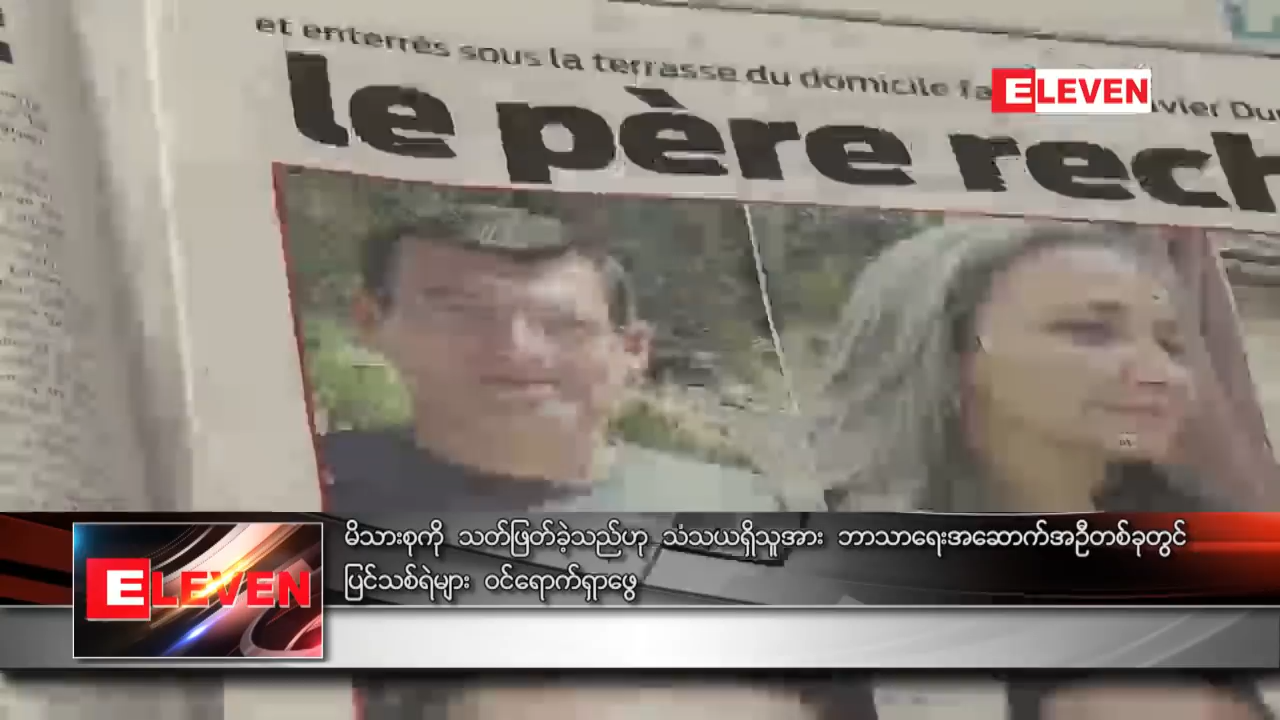 et enterrés sous la terrasse du domicile
ELEVEN
le père
မိသားစုကို သတ်ဖြတ်ခဲ့သည်ဟု သံသယရှိသူအား ဘာသာရေးအဆောက်အဦတစ်ခုတွင်
ပြင်သစ်ရဲများ ဝင်ရောက်ရှာဖွေ
ELEVEN